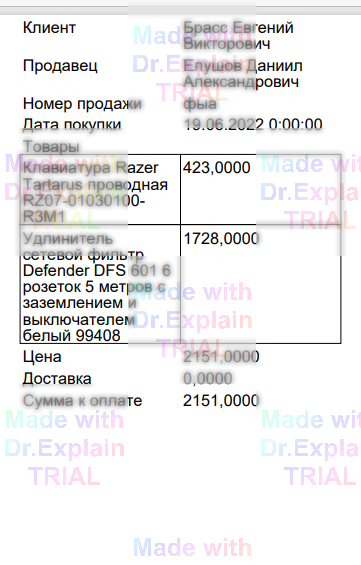 Клиент Брасс Евгений
Викторович
Продавец Елушов Даниил
Александрович
Номер продажи фыа
Дата покупки 19.06.2022 0:00:00
Товары
Клавиатура Razer 423,0000
Tartarus проводная
RZ07-01030100-
R3M1
Удлинитель 1728,0000
сетевой фильтр
Defender DFS 601 6
розеток 5 метров с
заземлением и
выключателем
белый 99408
Цена 2151,0000
Доставка 0,0000
Сумма к оплате 2151,0000
Made with
Dr.Explain
TRIAL
Made with
Dr.Explain
TRIAL
Made with
Dr.Explain
TRIAL
Made with
Dr.Explain
TRIAL
Made with
Dr.Explain
TRIAL
Made with
Dr.Explain
TRIAL
Made with